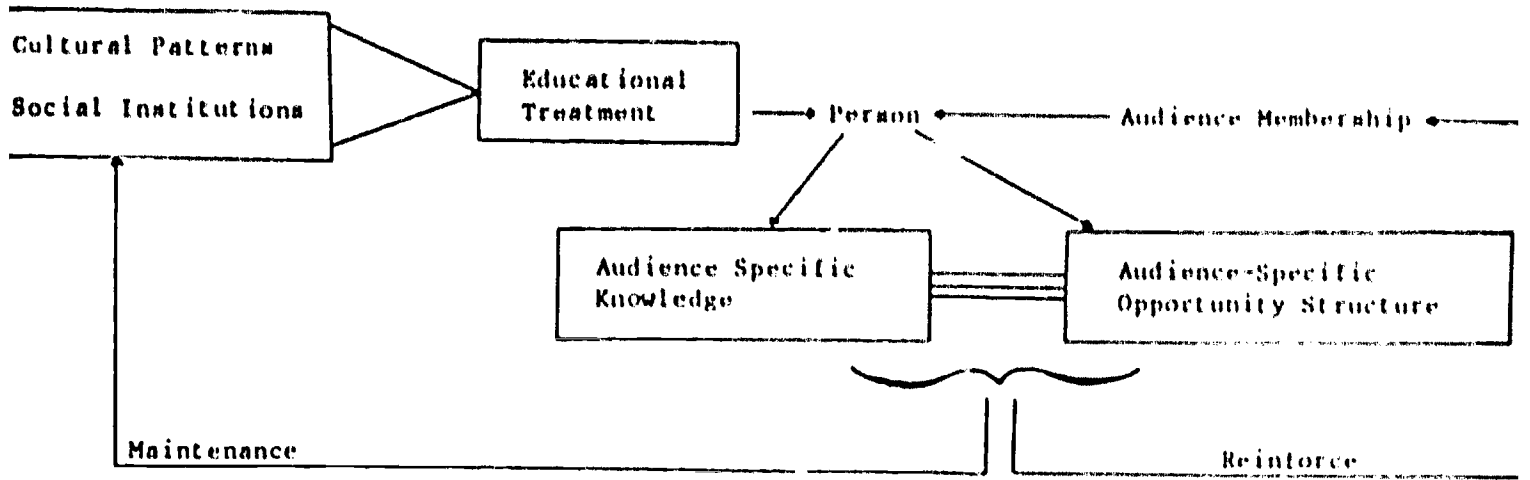 Cultural Patterns
Social Institutions
Educational
Treatment
Person
Audience Membership
Audience Specific
Knowledge
Audience-Specific
Opportunity Structure
Maintenance
Reinforce